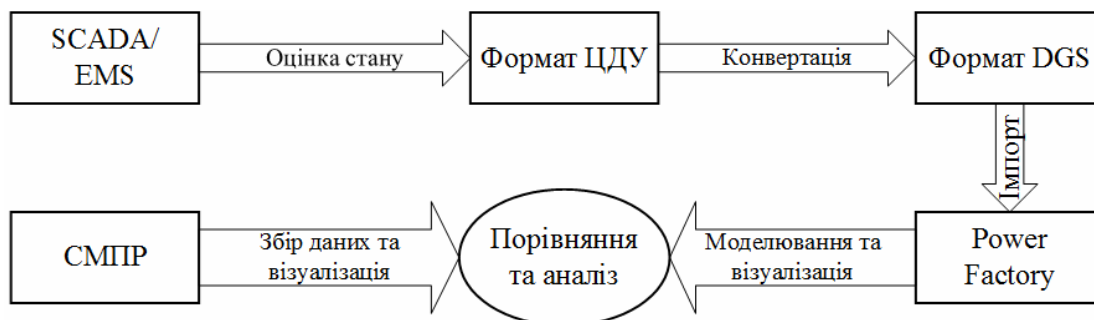 SCADA/
EMS
Оцінка стану
Формат ЦДУ
Конвертація
Формат DGS
Імпорт
СМПР
Збір даних та
візуалізація
Порівняння
та аналіз
Моделювання та
візуалізація
Power
Factory